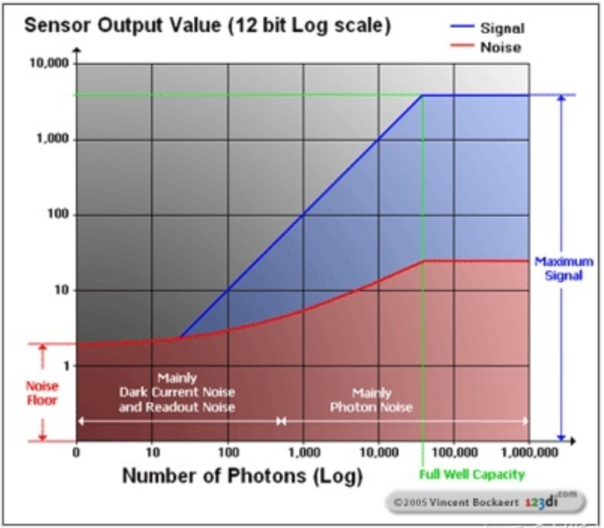 Sensor Output Value (12 bit Log scale)
Signal
Noise
10,000
1,000
100
10
1
Maximum
Signal
Noise
Floor
Mainly
Dark Current Noise
and Readout Noise
Mainly
Photon Noise
0
10
100
1,000
10,000
100,000
1,000,000
Number of Photons (Log)
Full Well Capacity
©2005 Vincent Bockaert 123di.com